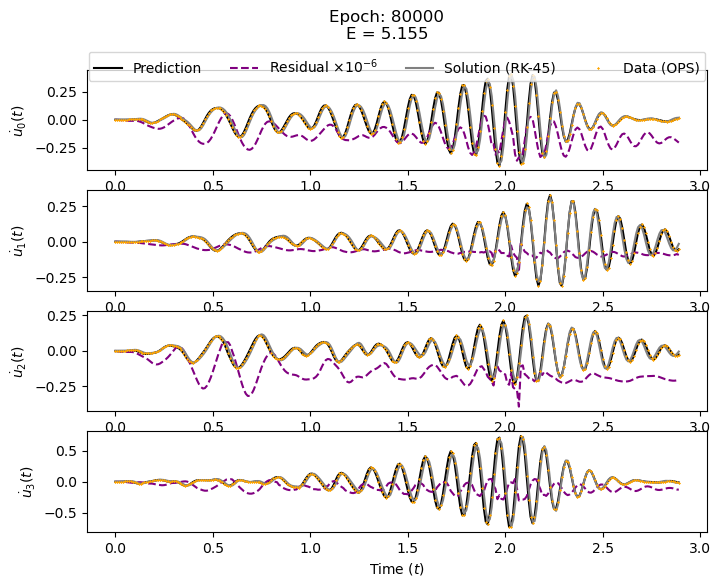 Epoch: 80000
E = 5.155
Prediction Residual ×10⁻⁶ Solution (RK-45) Data (OPS)
0.25
0.00
−0.25
u̇₀(t)
0.0 0.5 1.0 1.5 2.0 2.5 3.0
0.25
0.00
−0.25
u̇₁(t)
0.0 0.5 1.0 1.5 2.0 2.5 3.0
0.25
0.00
−0.25
u̇₂(t)
0.0 0.5 1.0 1.5 2.0 2.5 3.0
0.5
0.0
−0.5
u̇₃(t)
0.0 0.5 1.0 1.5 2.0 2.5 3.0
Time (t)